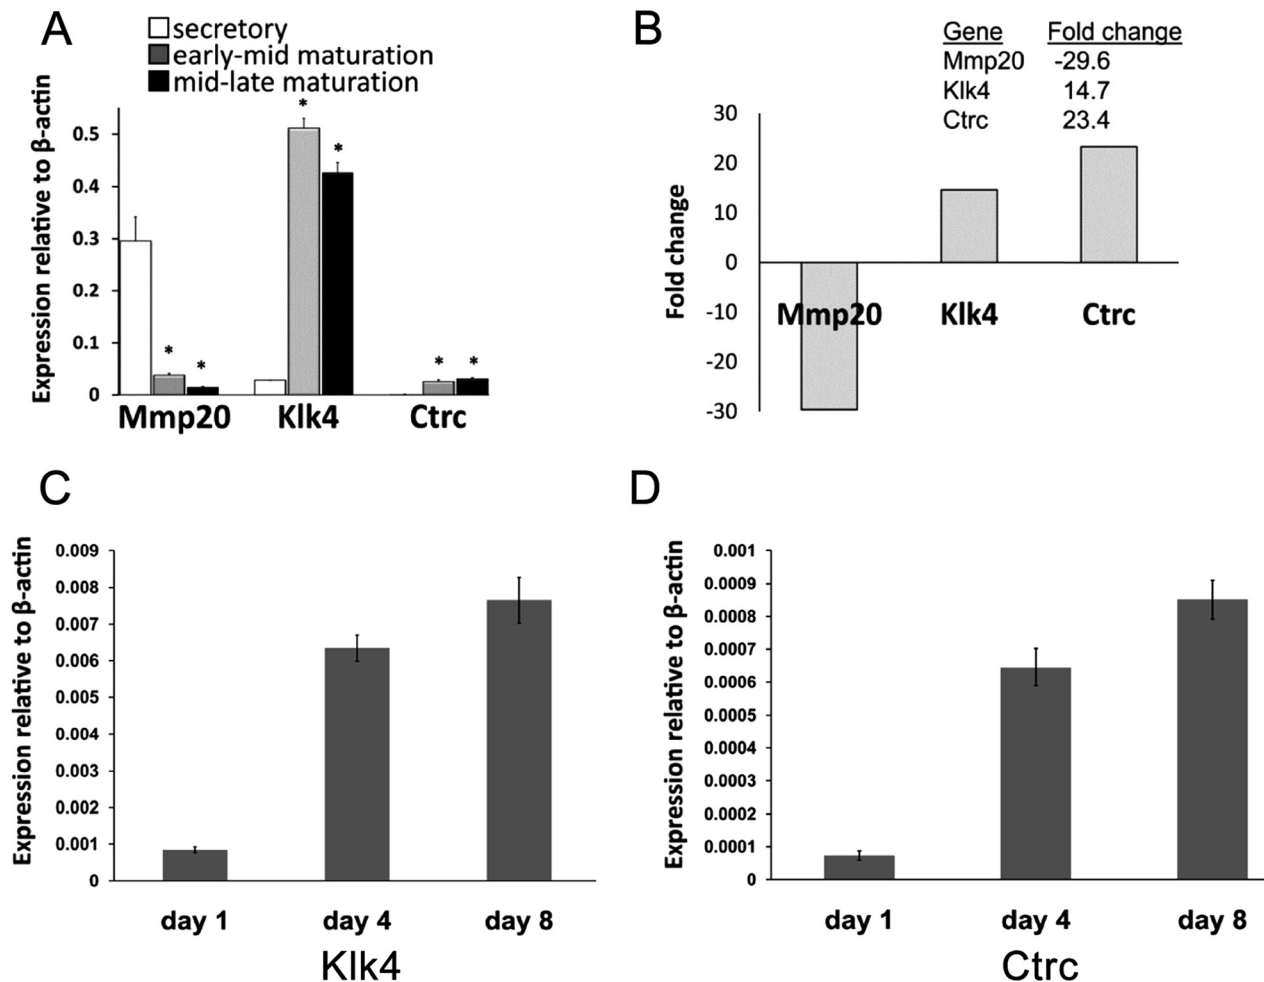 A
secretory
early-mid maturation
mid-late maturation
Expression relative to β-actin
0.5
0.4
0.3
0.2
0.1
0
*
*
*
*
*
*
Mmp20 Klk4 Ctrc
B
Gene Fold change
Mmp20 -29.6
Klk4 14.7
Ctrc 23.4
Fold change
30
20
10
0
-10
-20
-30
Mmp20 Klk4 Ctrc
C
Expression relative to β-actin
0.009
0.008
0.007
0.006
0.005
0.004
0.003
0.002
0.001
0
day 1 day 4 day 8
Klk4
D
Expression relative to β-actin
0.001
0.0009
0.0008
0.0007
0.0006
0.0005
0.0004
0.0003
0.0002
0.0001
0
day 1 day 4 day 8
Ctrc